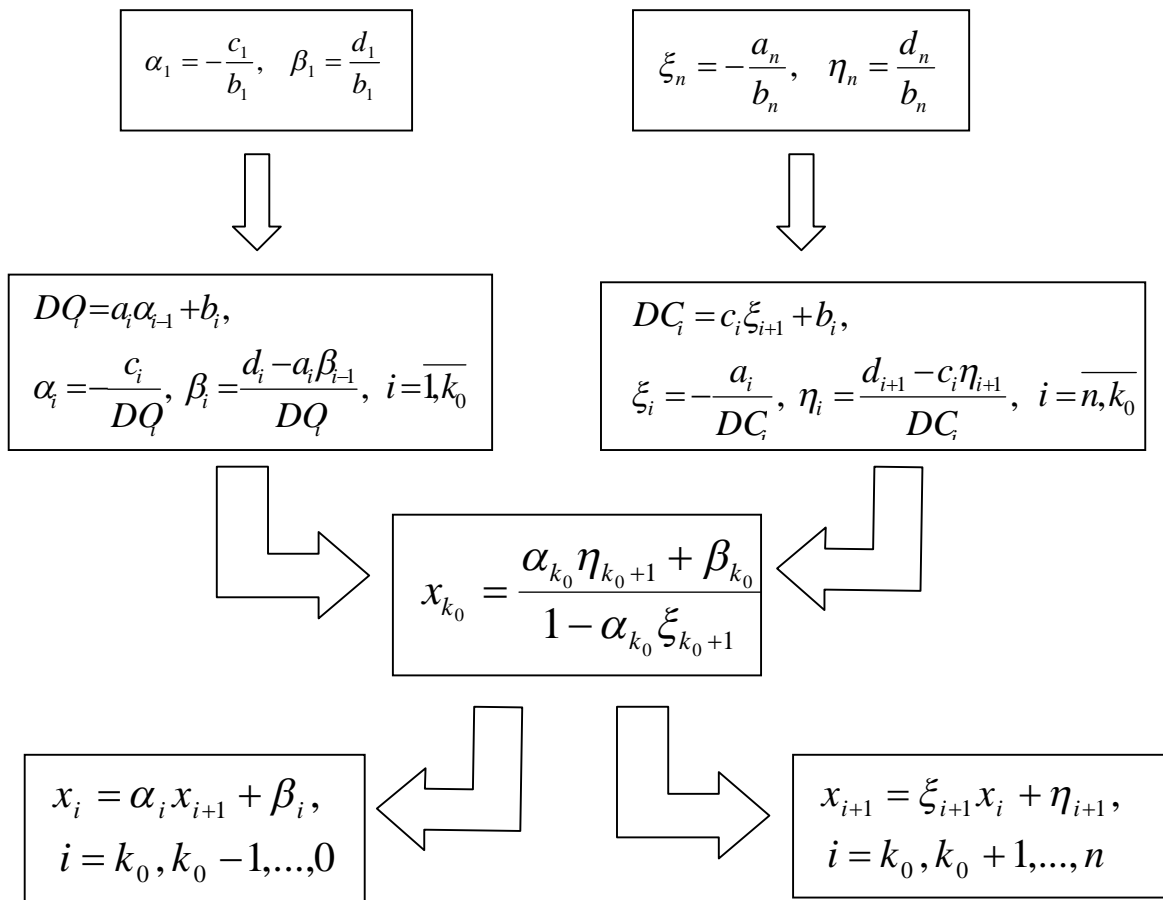 α₁ = −c₁/b₁, β₁ = d₁/b₁
ξₙ = −aₙ/bₙ, ηₙ = dₙ/bₙ
DQᵢ = aᵢαᵢ₋₁ + bᵢ,
αᵢ = −cᵢ/DQᵢ, βᵢ = (dᵢ − aᵢβᵢ₋₁)/DQᵢ, i = \overline{1,k₀}
DCᵢ = cᵢξᵢ₊₁ + bᵢ,
ξᵢ = −aᵢ/DCᵢ, ηᵢ = (dᵢ₊₁ − cᵢηᵢ₊₁)/DCᵢ, i = \overline{n,k₀}
x_{k₀} = (α_{k₀} η_{k₀+1} + β_{k₀})/(1 − α_{k₀} ξ_{k₀+1})
xᵢ = αᵢxᵢ₊₁ + βᵢ,
i = k₀, k₀ − 1,...,0
xᵢ₊₁ = ξᵢ₊₁xᵢ + ηᵢ₊₁,
i = k₀, k₀ + 1,..., n